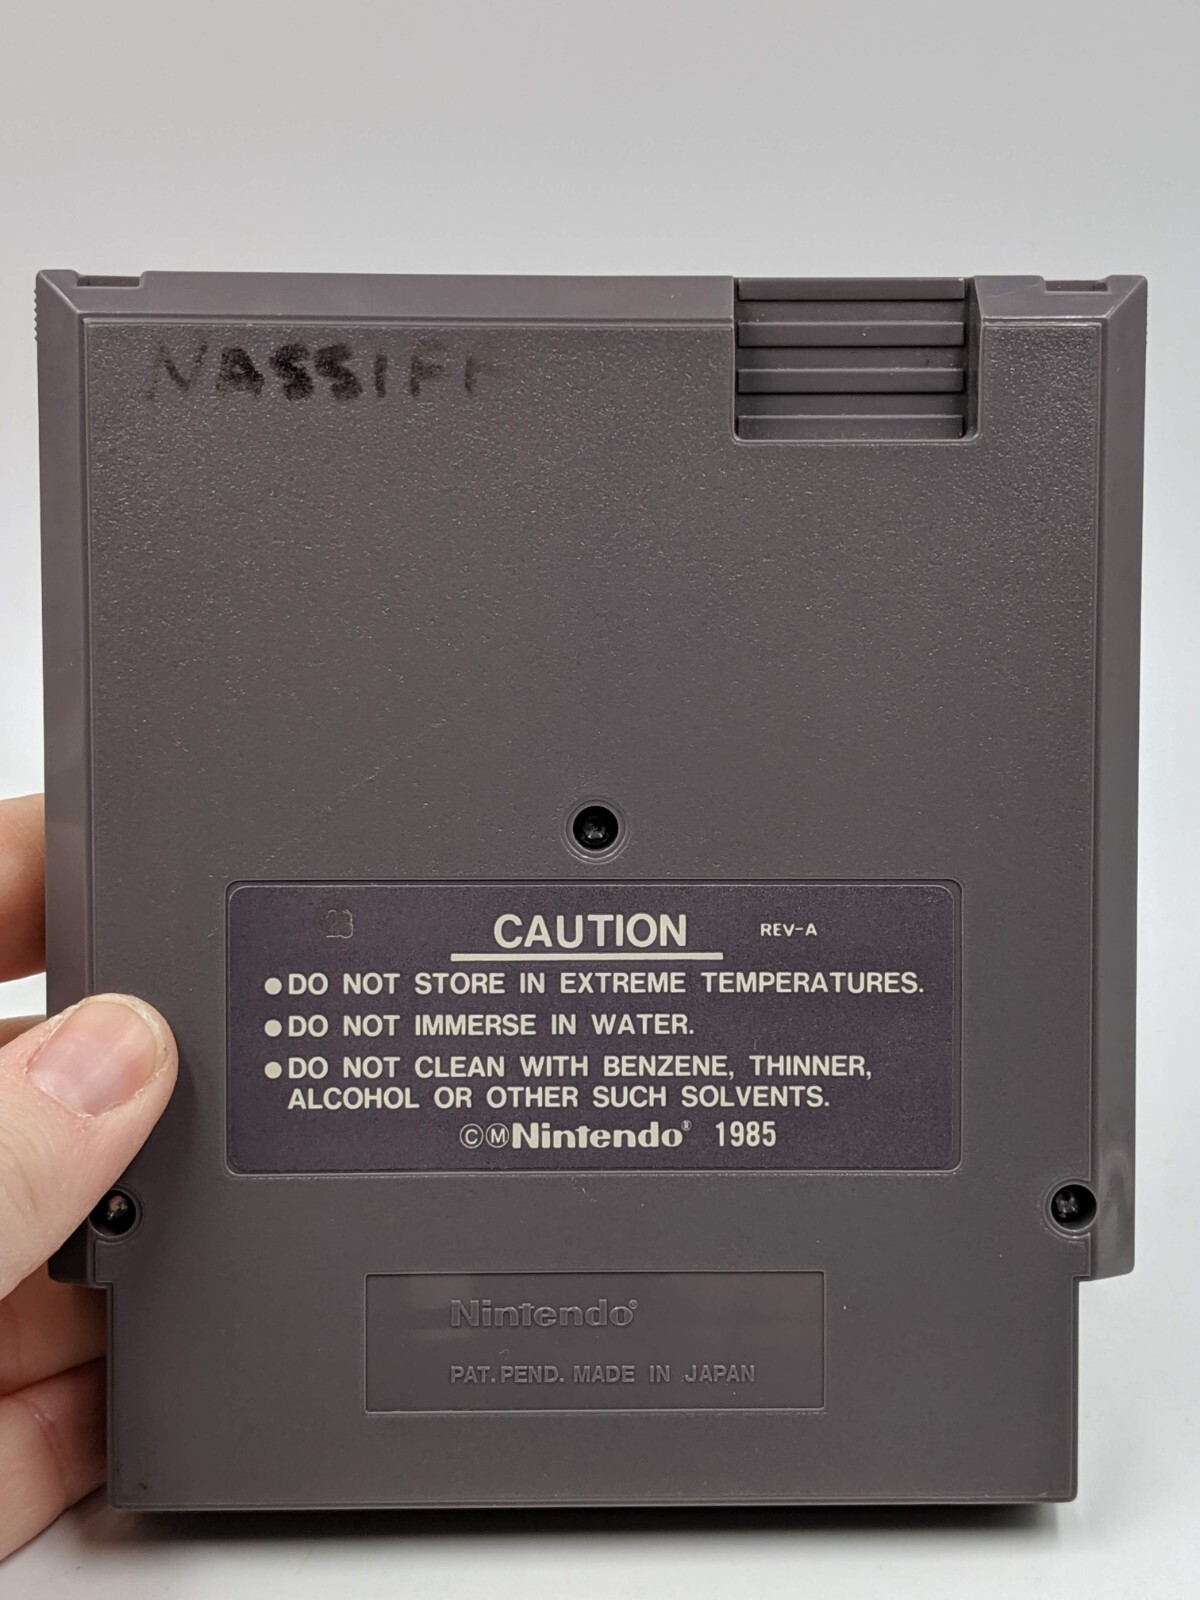 NASSIFF
23
CAUTION REV-A
●DO NOT STORE IN EXTREME TEMPERATURES.
●DO NOT IMMERSE IN WATER.
●DO NOT CLEAN WITH BENZENE, THINNER,
ALCOHOL OR OTHER SUCH SOLVENTS.
©ⓂNintendo® 1985
Nintendo®
PAT. PEND. MADE IN JAPAN